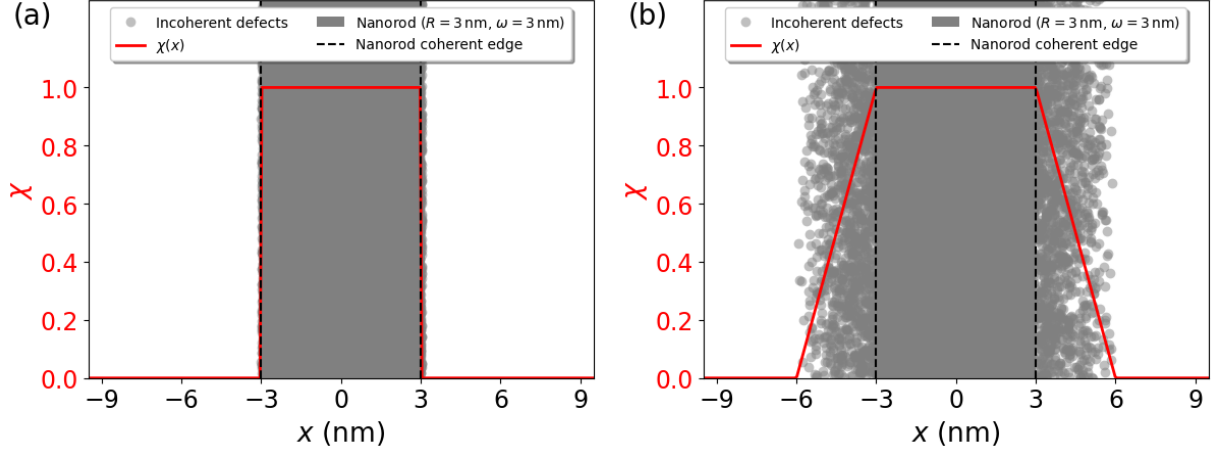 (a)
Incoherent defects
χ(x)
Nanorod (R = 3 nm, ω = 3 nm)
Nanorod coherent edge
χ
1.0
0.8
0.6
0.4
0.2
0.0
−9 −6 −3 0 3 6 9
x (nm)
(b)
Incoherent defects
χ(x)
Nanorod (R = 3 nm, ω = 3 nm)
Nanorod coherent edge
χ
1.0
0.8
0.6
0.4
0.2
0.0
−9 −6 −3 0 3 6 9
x (nm)